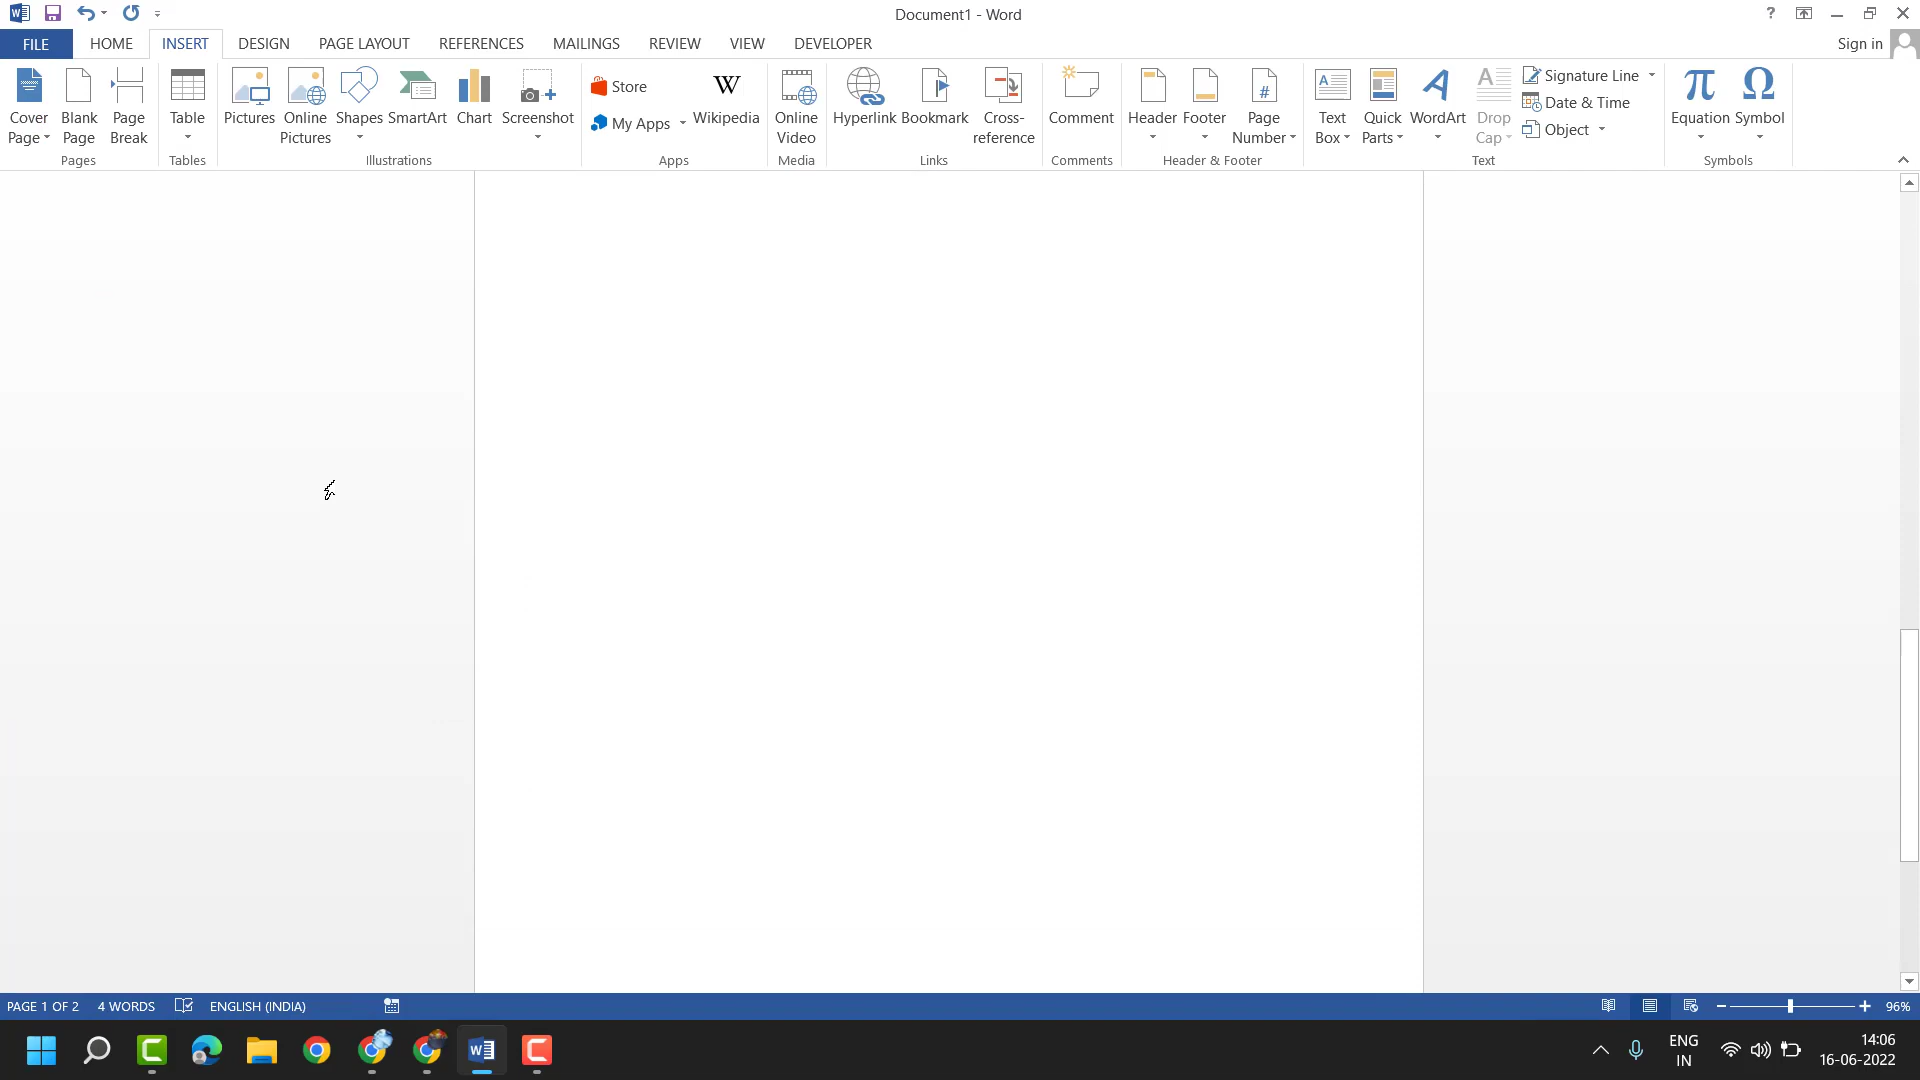 Document1 - Word
?
FILE HOME INSERT DESIGN PAGE LAYOUT REFERENCES MAILINGS REVIEW VIEW DEVELOPER Sign in
Cover Page
Blank Page
Page Break
Pages
Table
Tables
Pictures
Online Pictures
Shapes
SmartArt
Chart
Screenshot
Illustrations
Store
My Apps
W
Wikipedia
Apps
Online Video
Media
Hyperlink
Bookmark
Cross-reference
Links
Comment
Comments
Header
Footer
#
Page Number
Header & Footer
A
Text Box
Quick Parts
A
WordArt
A
Drop Cap
Signature Line
Date & Time
Object
Text
π
Equation
Ω
Symbol
Symbols
PAGE 1 OF 2 4 WORDS ENGLISH (INDIA) 96%
ENG
IN
14:06
16-06-2022